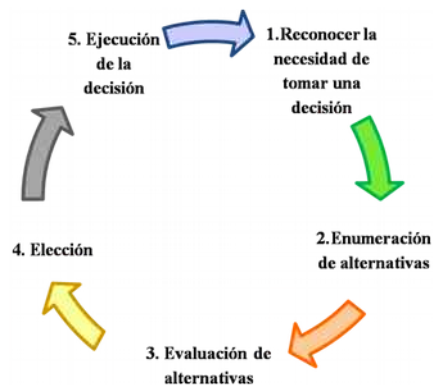 1.Reconocer la
necesidad de
tomar una
decisión
2.Enumeración
de alternativas
3. Evaluación de
alternativas
4. Elección
5. Ejecución
de la
decisión